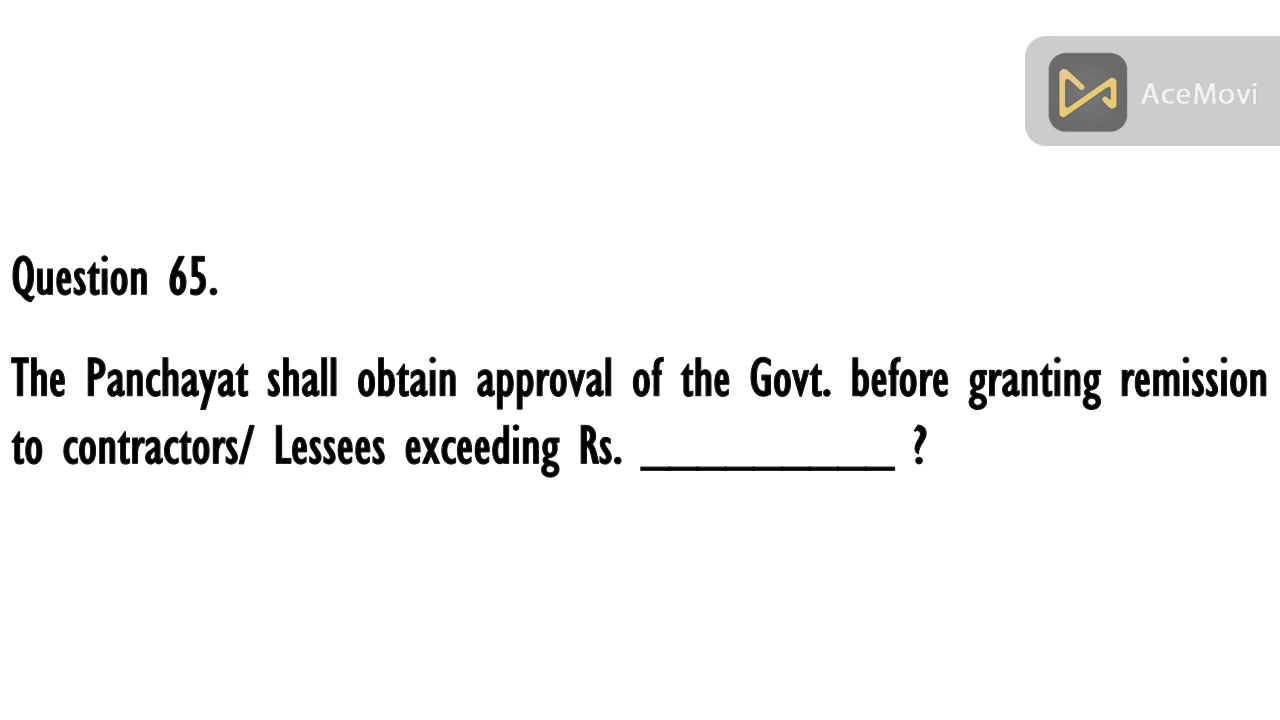 AceMovi
Question 65.
The Panchayat shall obtain approval of the Govt. before granting remission
to contractors/ Lessees exceeding Rs. _________ ?